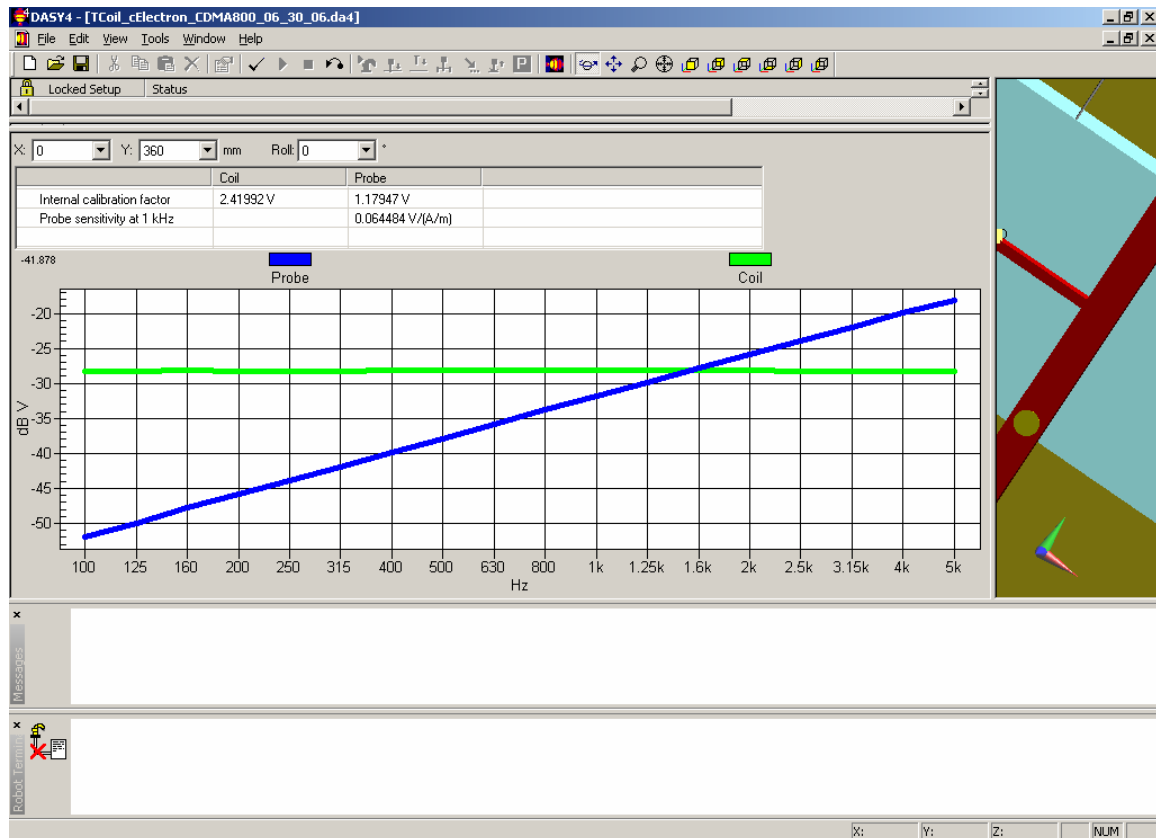 DASY4 - [TCoil_cElectron_CDMA800_06_30_06.da4]
File Edit View Tools Window Help
Locked Setup Status
X: 0 Y: 360 mm Roll: 0 °
Coil Probe
Internal calibration factor 2.41992 V 1.17947 V
Probe sensitivity at 1 kHz 0.064484 V/(A/m)
-41.878
Probe Coil
-20
-25
-30
-35
-40
-45
-50
dB V
100 125 160 200 250 315 400 500 630 800 1k 1.25k 1.6k 2k 2.5k 3.15k 4k 5k
Hz
Messages
Robot Termin
X: Y: Z: NUM